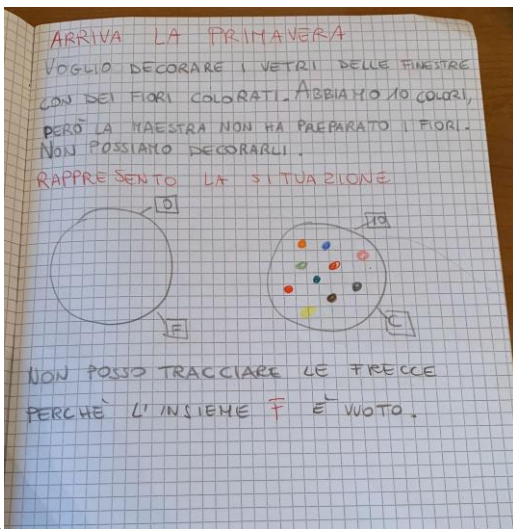 ARRIVA LA PRIMAVERA
VOGLIO DECORARE I VETRI DELLE FINESTRE
CON DEI FIORI COLORATI. ABBIAMO 10 COLORI,
PERÒ LA MAESTRA NON HA PREPARATO I FIORI.
NON POSSIAMO DECORARLI.
RAPPRESENTO LA SITUAZIONE
0 10
F C
NON POSSO TRACCIARE LE FRECCE
PERCHÈ L'INSIEME F È VUOTO.